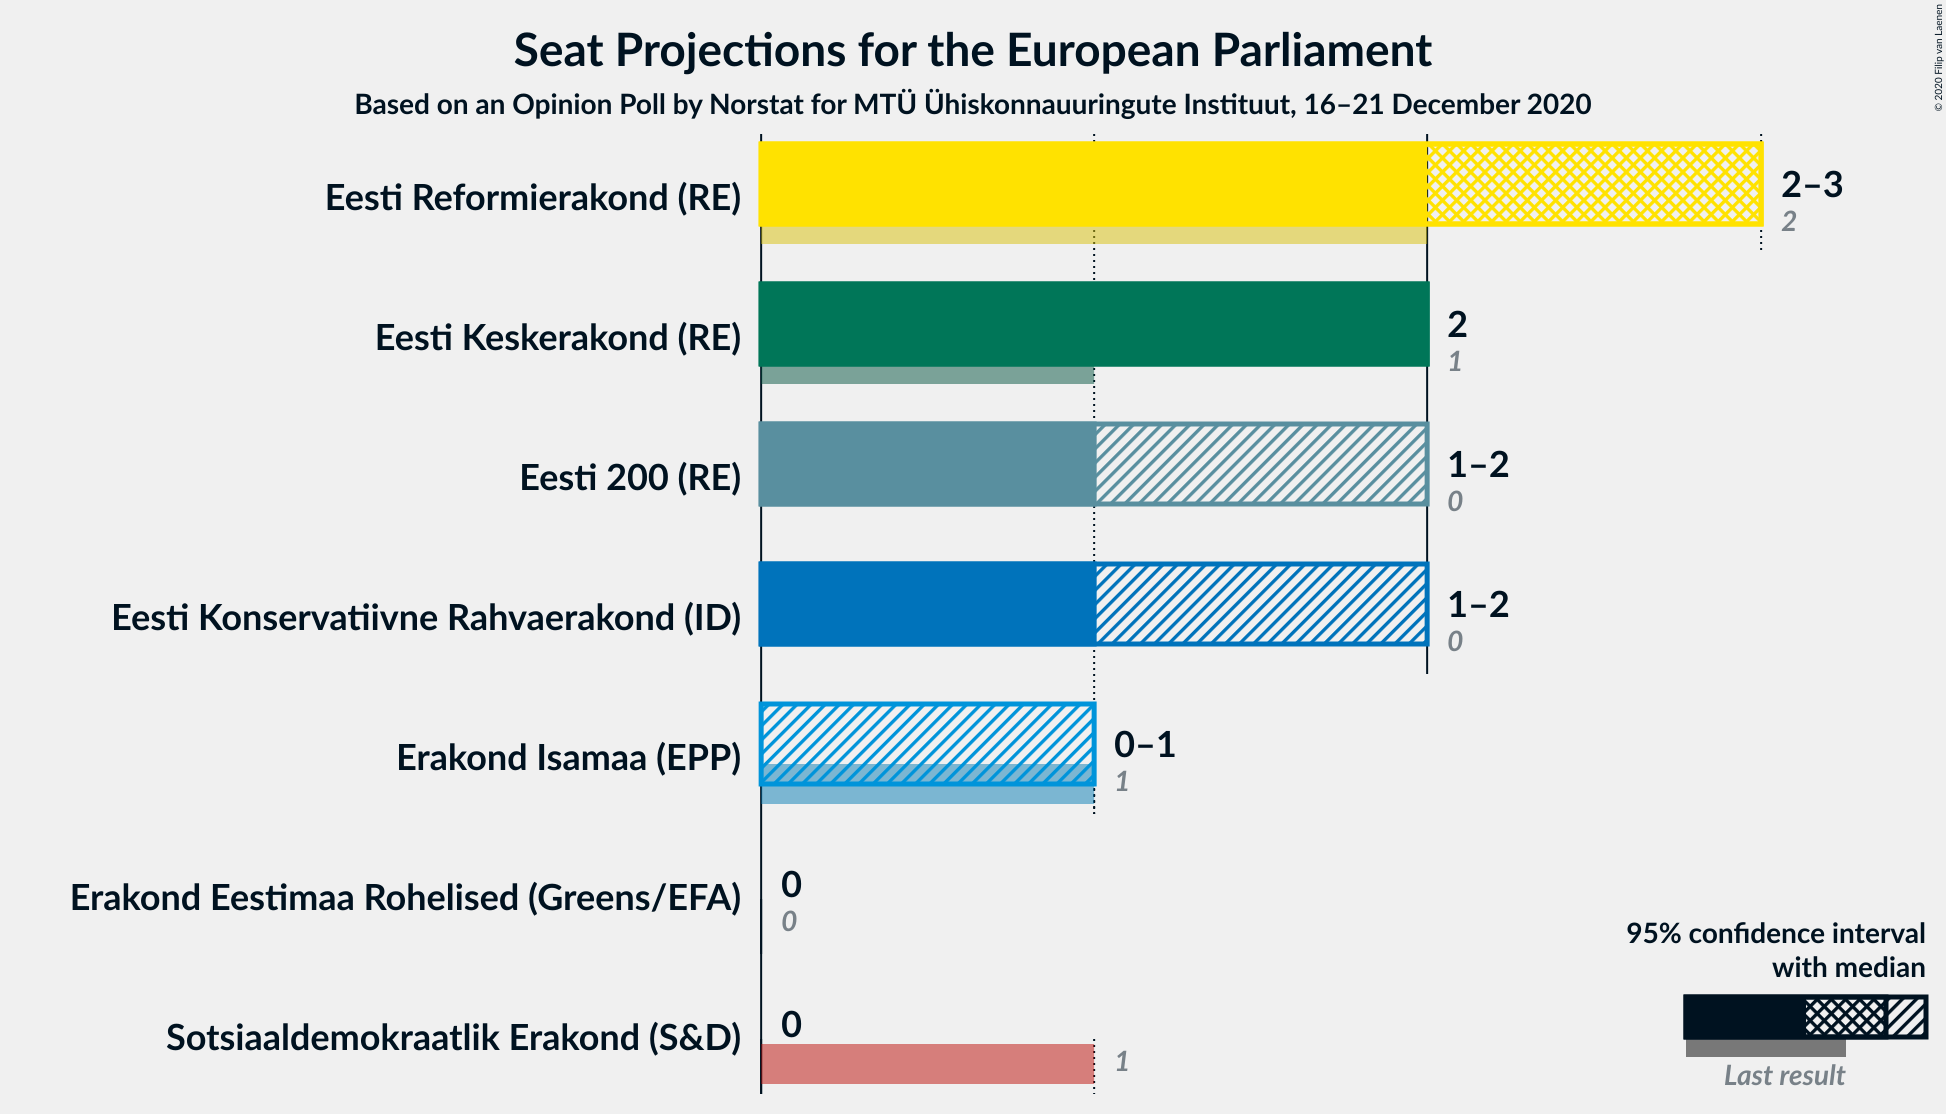 Seat Projections for the European Parliament
Based on an Opinion Poll by Norstat for MTÜ Ühiskonnauuringute Instituut, 16–21 December 2020
© 2020 Filip van Laenen
Eesti Reformierakond (RE)
2–3
2
Eesti Keskerakond (RE)
2
1
Eesti 200 (RE)
1–2
0
Eesti Konservatiivne Rahvaerakond (ID)
1–2
0
Erakond Isamaa (EPP)
0–1
1
Erakond Eestimaa Rohelised (Greens/EFA)
0
0
Sotsiaaldemokraatlik Erakond (S&D)
0
1
95% confidence interval
with median
Last result